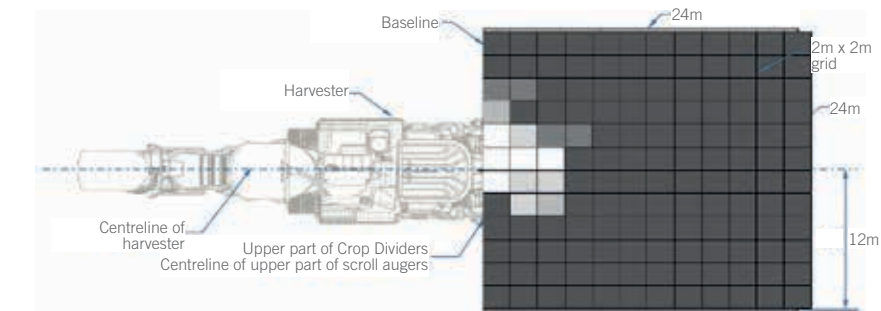 24m
Baseline
2m x 2m
grid
Harvester
24m
Centreline of
harvester
12m
Upper part of Crop Dividers
Centreline of upper part of scroll augers